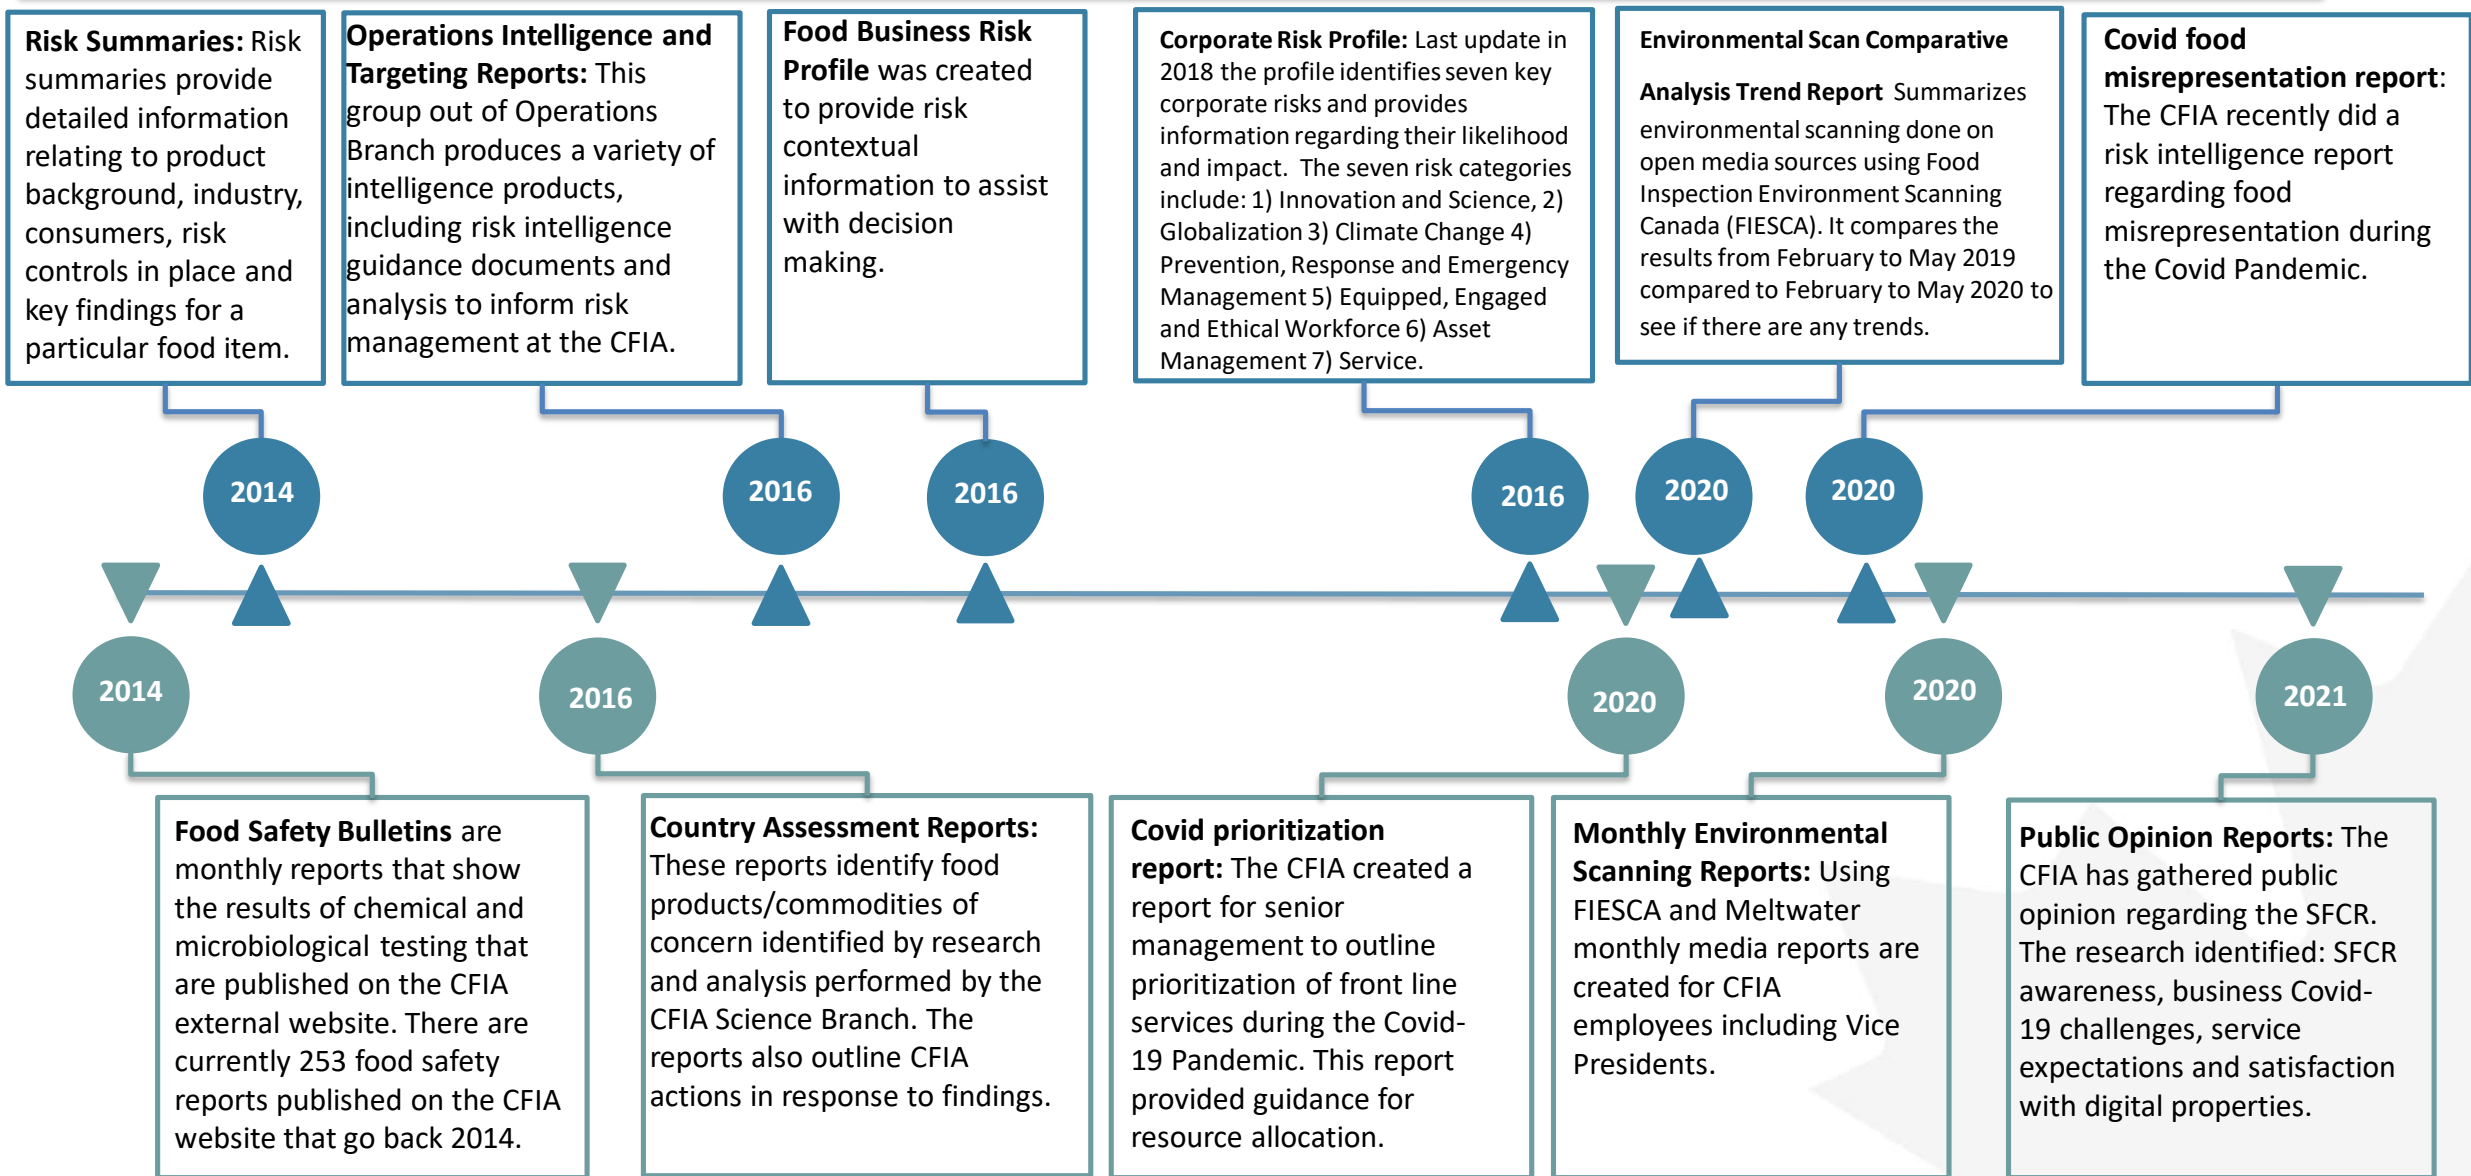 Risk Summaries: Risk
summaries provide
detailed information
relating to product
background, industry,
consumers, risk
controls in place and
key findings for a
particular food item.
Operations Intelligence and
Targeting Reports: This
group out of Operations
Branch produces a variety of
intelligence products,
including risk intelligence
guidance documents and
analysis to inform risk
management at the CFIA.
Food Business Risk
Profile was created
to provide risk
contextual
information to assist
with decision
making.
Corporate Risk Profile: Last update in
2018 the profile identifies seven key
corporate risks and provides
information regarding their likelihood
and impact. The seven risk categories
include: 1) Innovation and Science, 2)
Globalization 3) Climate Change 4)
Prevention, Response and Emergency
Management 5) Equipped, Engaged
and Ethical Workforce 6) Asset
Management 7) Service.
Environmental Scan Comparative
Analysis Trend Report Summarizes
environmental scanning done on
open media sources using Food
Inspection Environment Scanning
Canada (FIESCA). It compares the
results from February to May 2019
compared to February to May 2020 to
see if there are any trends.
Covid food
misrepresentation report:
The CFIA recently did a
risk intelligence report
regarding food
misrepresentation during
the Covid Pandemic.
2014
2016
2016
2016
2020
2020
2014
2016
2020
2020
2021
Food Safety Bulletins are
monthly reports that show
the results of chemical and
microbiological testing that
are published on the CFIA
external website. There are
currently 253 food safety
reports published on the CFIA
website that go back 2014.
Country Assessment Reports:
These reports identify food
products/commodities of
concern identified by research
and analysis performed by the
CFIA Science Branch. The
reports also outline CFIA
actions in response to findings.
Covid prioritization
report: The CFIA created a
report for senior
management to outline
prioritization of front line
services during the Covid-
19 Pandemic. This report
provided guidance for
resource allocation.
Monthly Environmental
Scanning Reports: Using
FIESCA and Meltwater
monthly media reports are
created for CFIA
employees including Vice
Presidents.
Public Opinion Reports: The
CFIA has gathered public
opinion regarding the SFCR.
The research identified: SFCR
awareness, business Covid-
19 challenges, service
expectations and satisfaction
with digital properties.